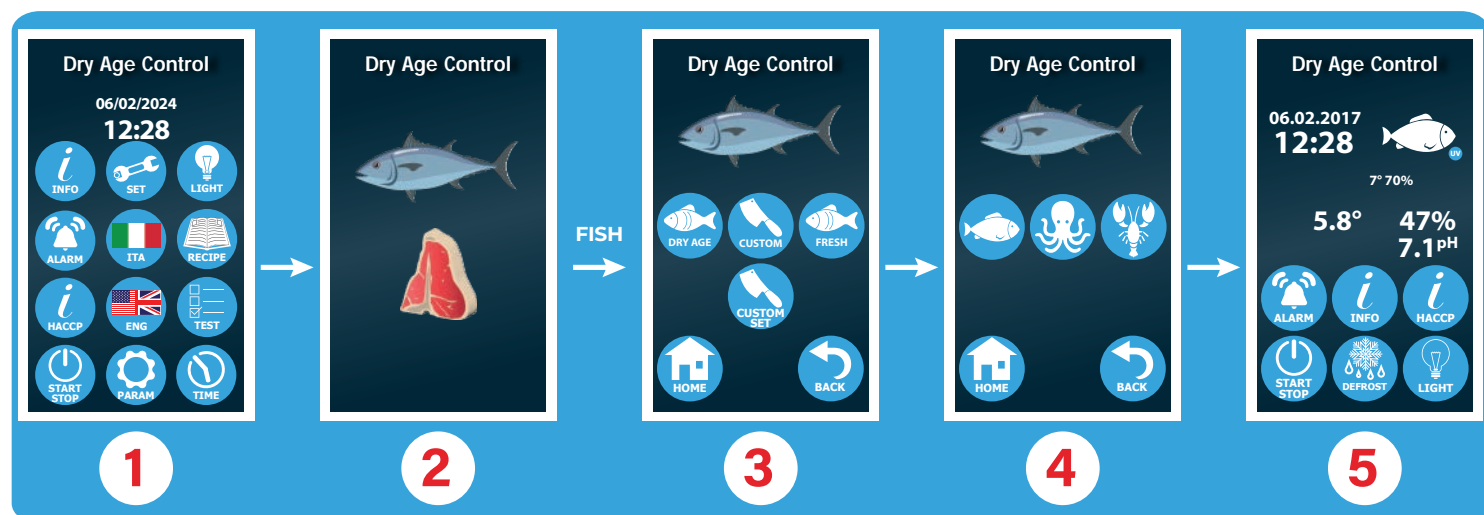 Dry Age Control
06/02/2024
12:28
INFO
SET
LIGHT
ALARM
ITA
RECIPE
HACCP
ENG
TEST
START
STOP
PARAM
TIME
1
Dry Age Control
2
FISH
Dry Age Control
DRY AGE
CUSTOM
FRESH
CUSTOM
SET
HOME
BACK
3
Dry Age Control
HOME
BACK
4
Dry Age Control
06.02.2017
12:28
UV
7° 70%
5.8° 47%
7.1pH
ALARM
INFO
HACCP
START
STOP
DEFROST
LIGHT
5